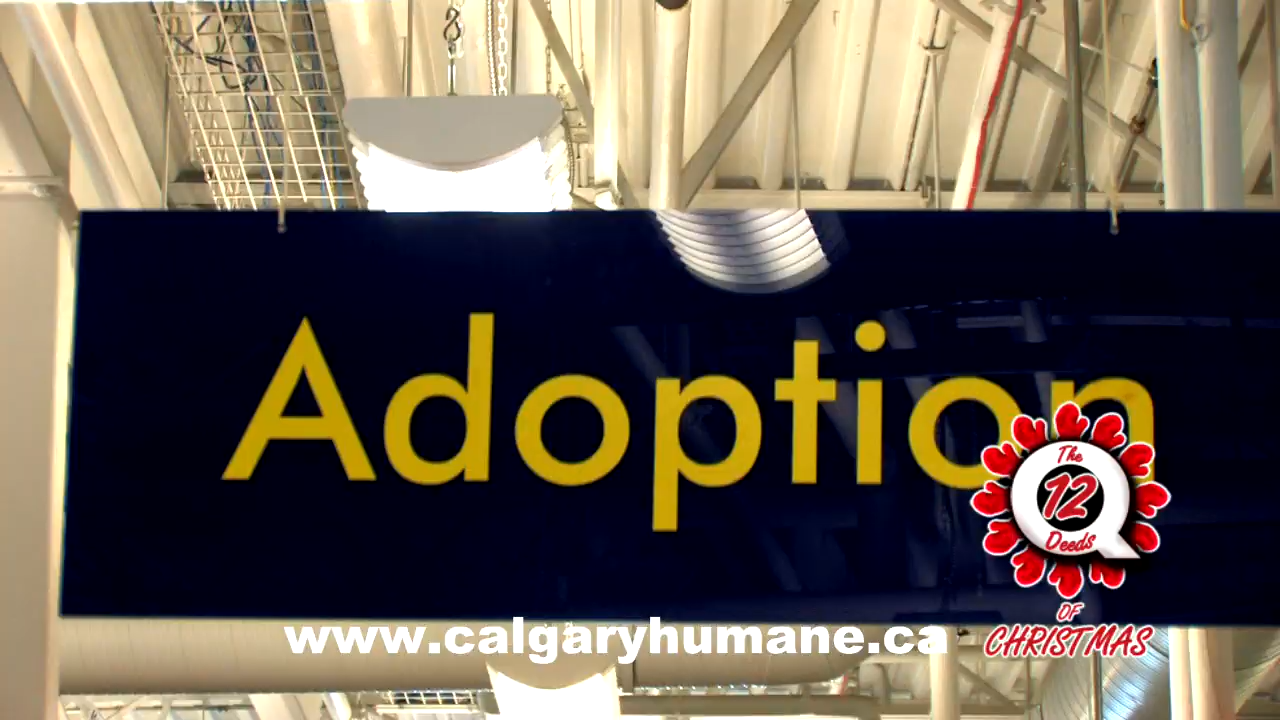 Adoption
The
12
Deeds
OF
CHRISTMAS
www.calgaryhumane.ca